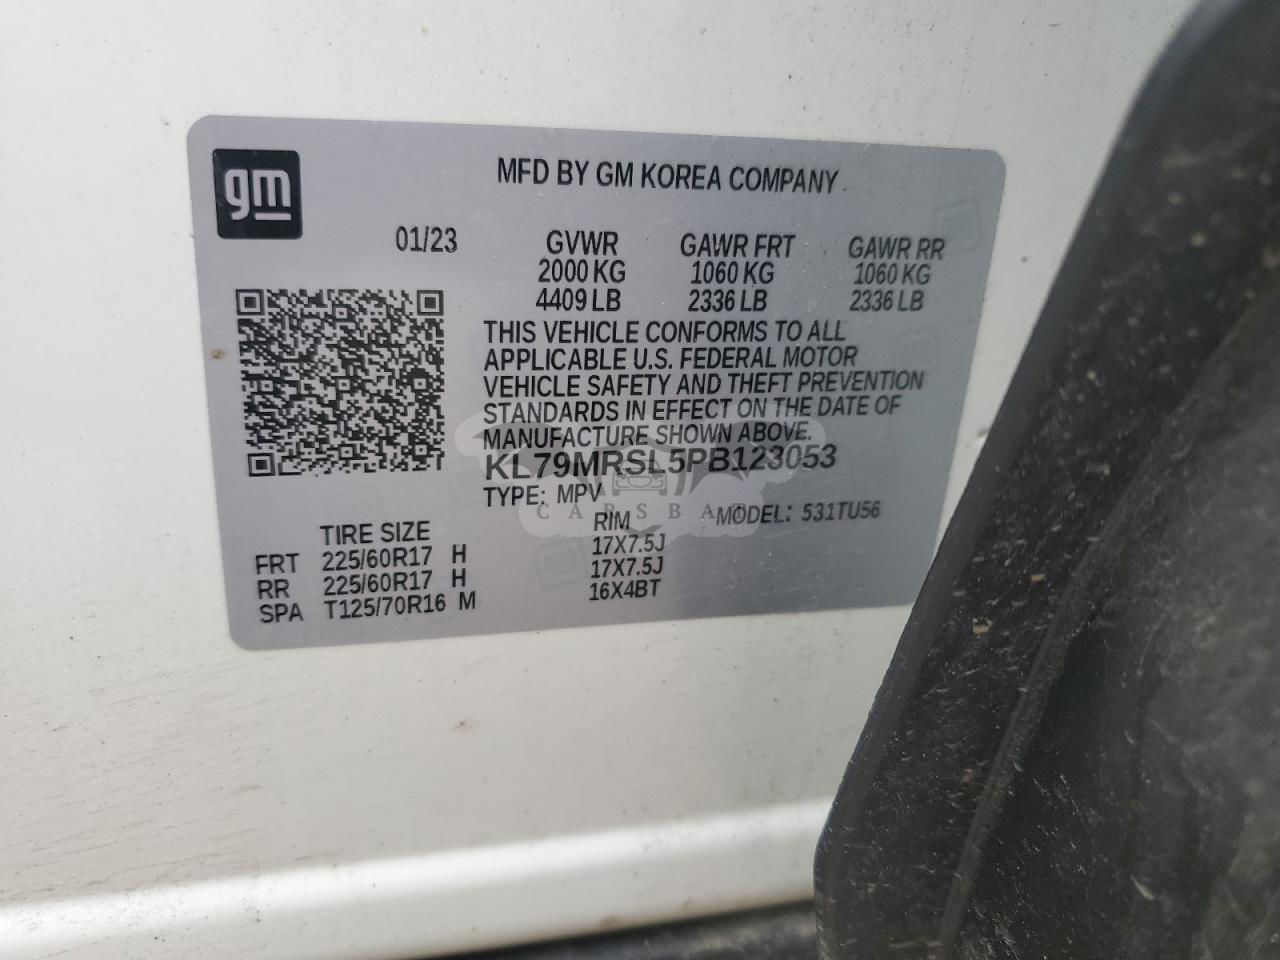 gm
MFD BY GM KOREA COMPANY
01/23
GVWR GAWR FRT GAWR RR
2000 KG 1060 KG 1060 KG
4409 LB 2336 LB 2336 LB
THIS VEHICLE CONFORMS TO ALL
APPLICABLE U.S. FEDERAL MOTOR
VEHICLE SAFETY AND THEFT PREVENTION
STANDARDS IN EFFECT ON THE DATE OF
MANUFACTURE SHOWN ABOVE.
KL79MRSL5PB123053
TYPE: MPV MODEL: 531TU56
TIRE SIZE RIM
FRT 225/60R17 H 17X7.5J
RR 225/60R17 H 17X7.5J
SPA T125/70R16 M 16X4BT